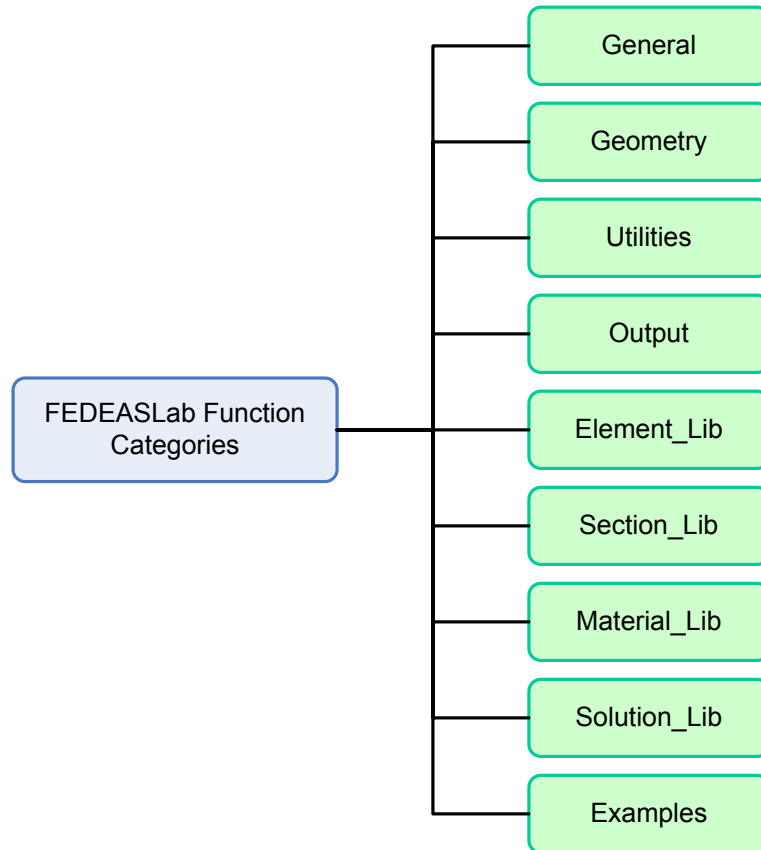 General
Geometry
Utilities
Output
FEDEASLab Function
Categories
Element_Lib
Section_Lib
Material_Lib
Solution_Lib
Examples